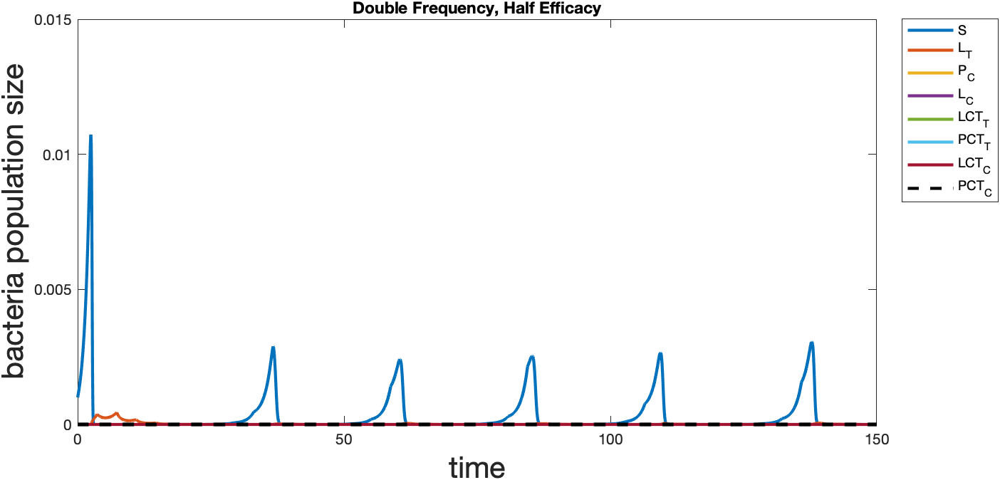 Double Frequency, Half Efficacy
0.015
0.01
0.005
0
0 50 100 150
bacteria population size
time
S
L_T
P_C
L_C
LCT_T
PCT_T
LCT_C
PCT_C